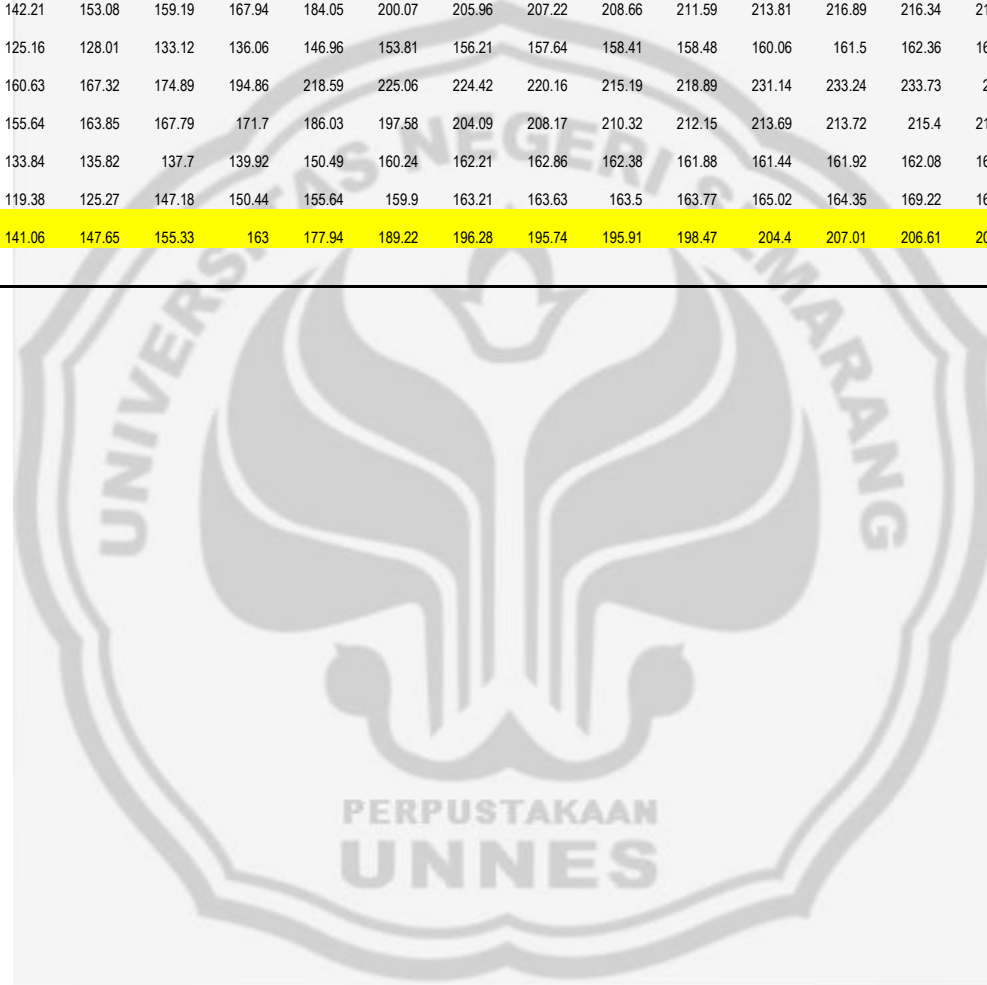 142.21 153.08 159.19 167.94 184.05 200.07 205.96 207.22 208.66 211.59 213.81 216.89 216.34
125.16 128.01 133.12 136.06 146.96 153.81 156.21 157.64 158.41 158.48 160.06 161.5 162.36
160.63 167.32 174.89 194.86 218.59 225.06 224.42 220.16 215.19 218.89 231.14 233.24 233.73
155.64 163.85 167.79 171.7 186.03 197.58 204.09 208.17 210.32 212.15 213.69 213.72 215.4
133.84 135.82 137.7 139.92 150.49 160.24 162.21 162.86 162.38 161.88 161.44 161.92 162.08
119.38 125.27 147.18 150.44 155.64 159.9 163.21 163.63 163.5 163.77 165.02 164.35 169.22
141.06 147.65 155.33 163 177.94 189.22 196.28 195.74 195.91 198.47 204.4 207.01 206.61
UNIVERSITAS NEGERI SEMARANG
PERPUSTAKAAN
UNNES